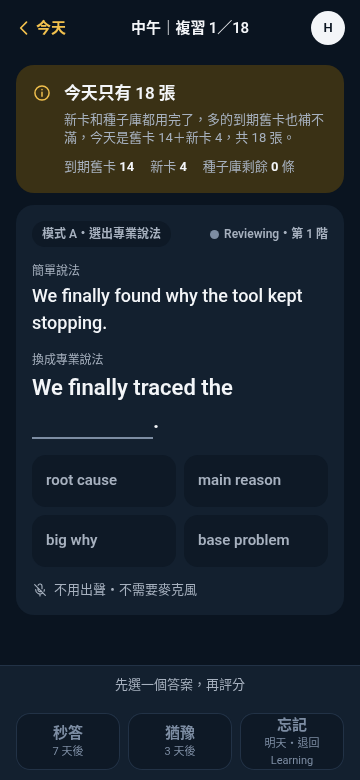 今天
中午｜複習 1／18
H
今天只有 18 張
新卡和種子庫都用完了，多的到期舊卡也補不
滿，今天是舊卡 14＋新卡 4，共 18 張。
到期舊卡 14 新卡 4 種子庫剩餘 0 條
模式 A・選出專業說法
Reviewing・第 1 階
簡單說法
We finally found why the tool kept
stopping.
換成專業說法
We finally traced the
____________.
root cause
main reason
big why
base problem
不用出聲・不需要麥克風
先選一個答案，再評分
秒答
7 天後
猶豫
3 天後
忘記
明天・退回
Learning